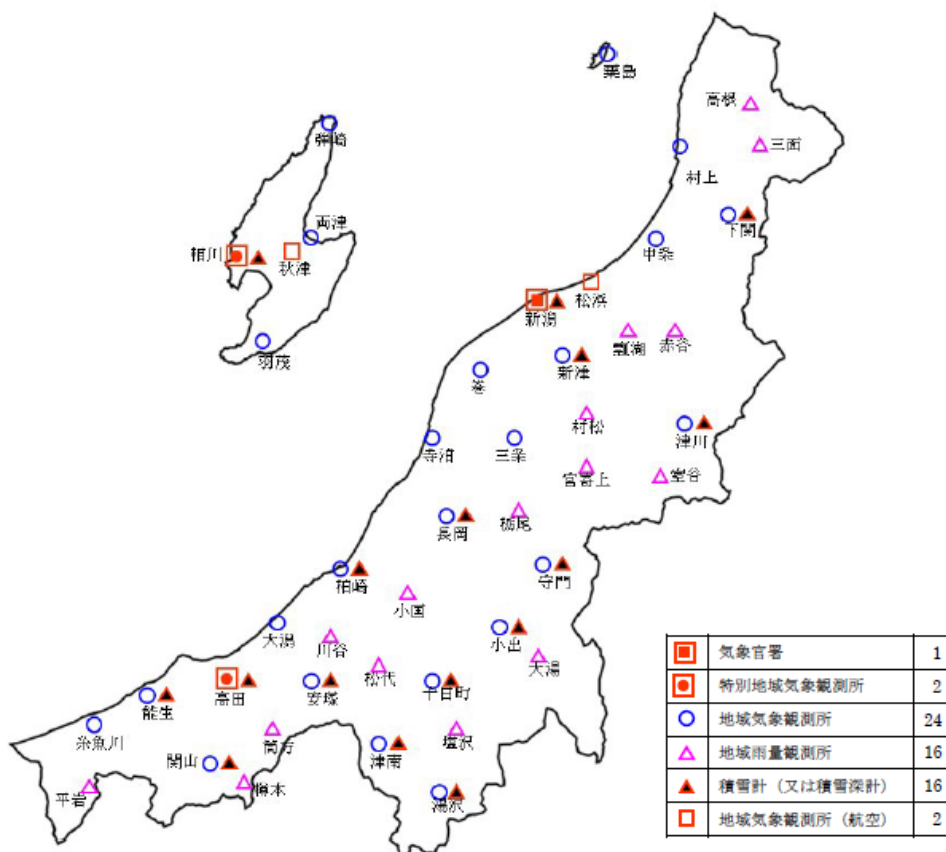 粟島
高根
三面
弾崎
村上
両津
下関
中条
相川
秋津
松浜
新潟
羽茂
瓢湖
赤谷
新津
巻
村松
津川
寺泊
三条
宮寄上
室谷
栃尾
長岡
守門
柏崎
小国
大潟
川谷
小出
大湯
松代
十日町
能生
高田
安塚
糸魚川
筒方
塩沢
関山
津南
樽本
平岩
湯沢
気象官署 1
特別地域気象観測所 2
地域気象観測所 24
地域雨量観測所 16
積雪計（又は積雪深計） 16
地域気象観測所（航空） 2